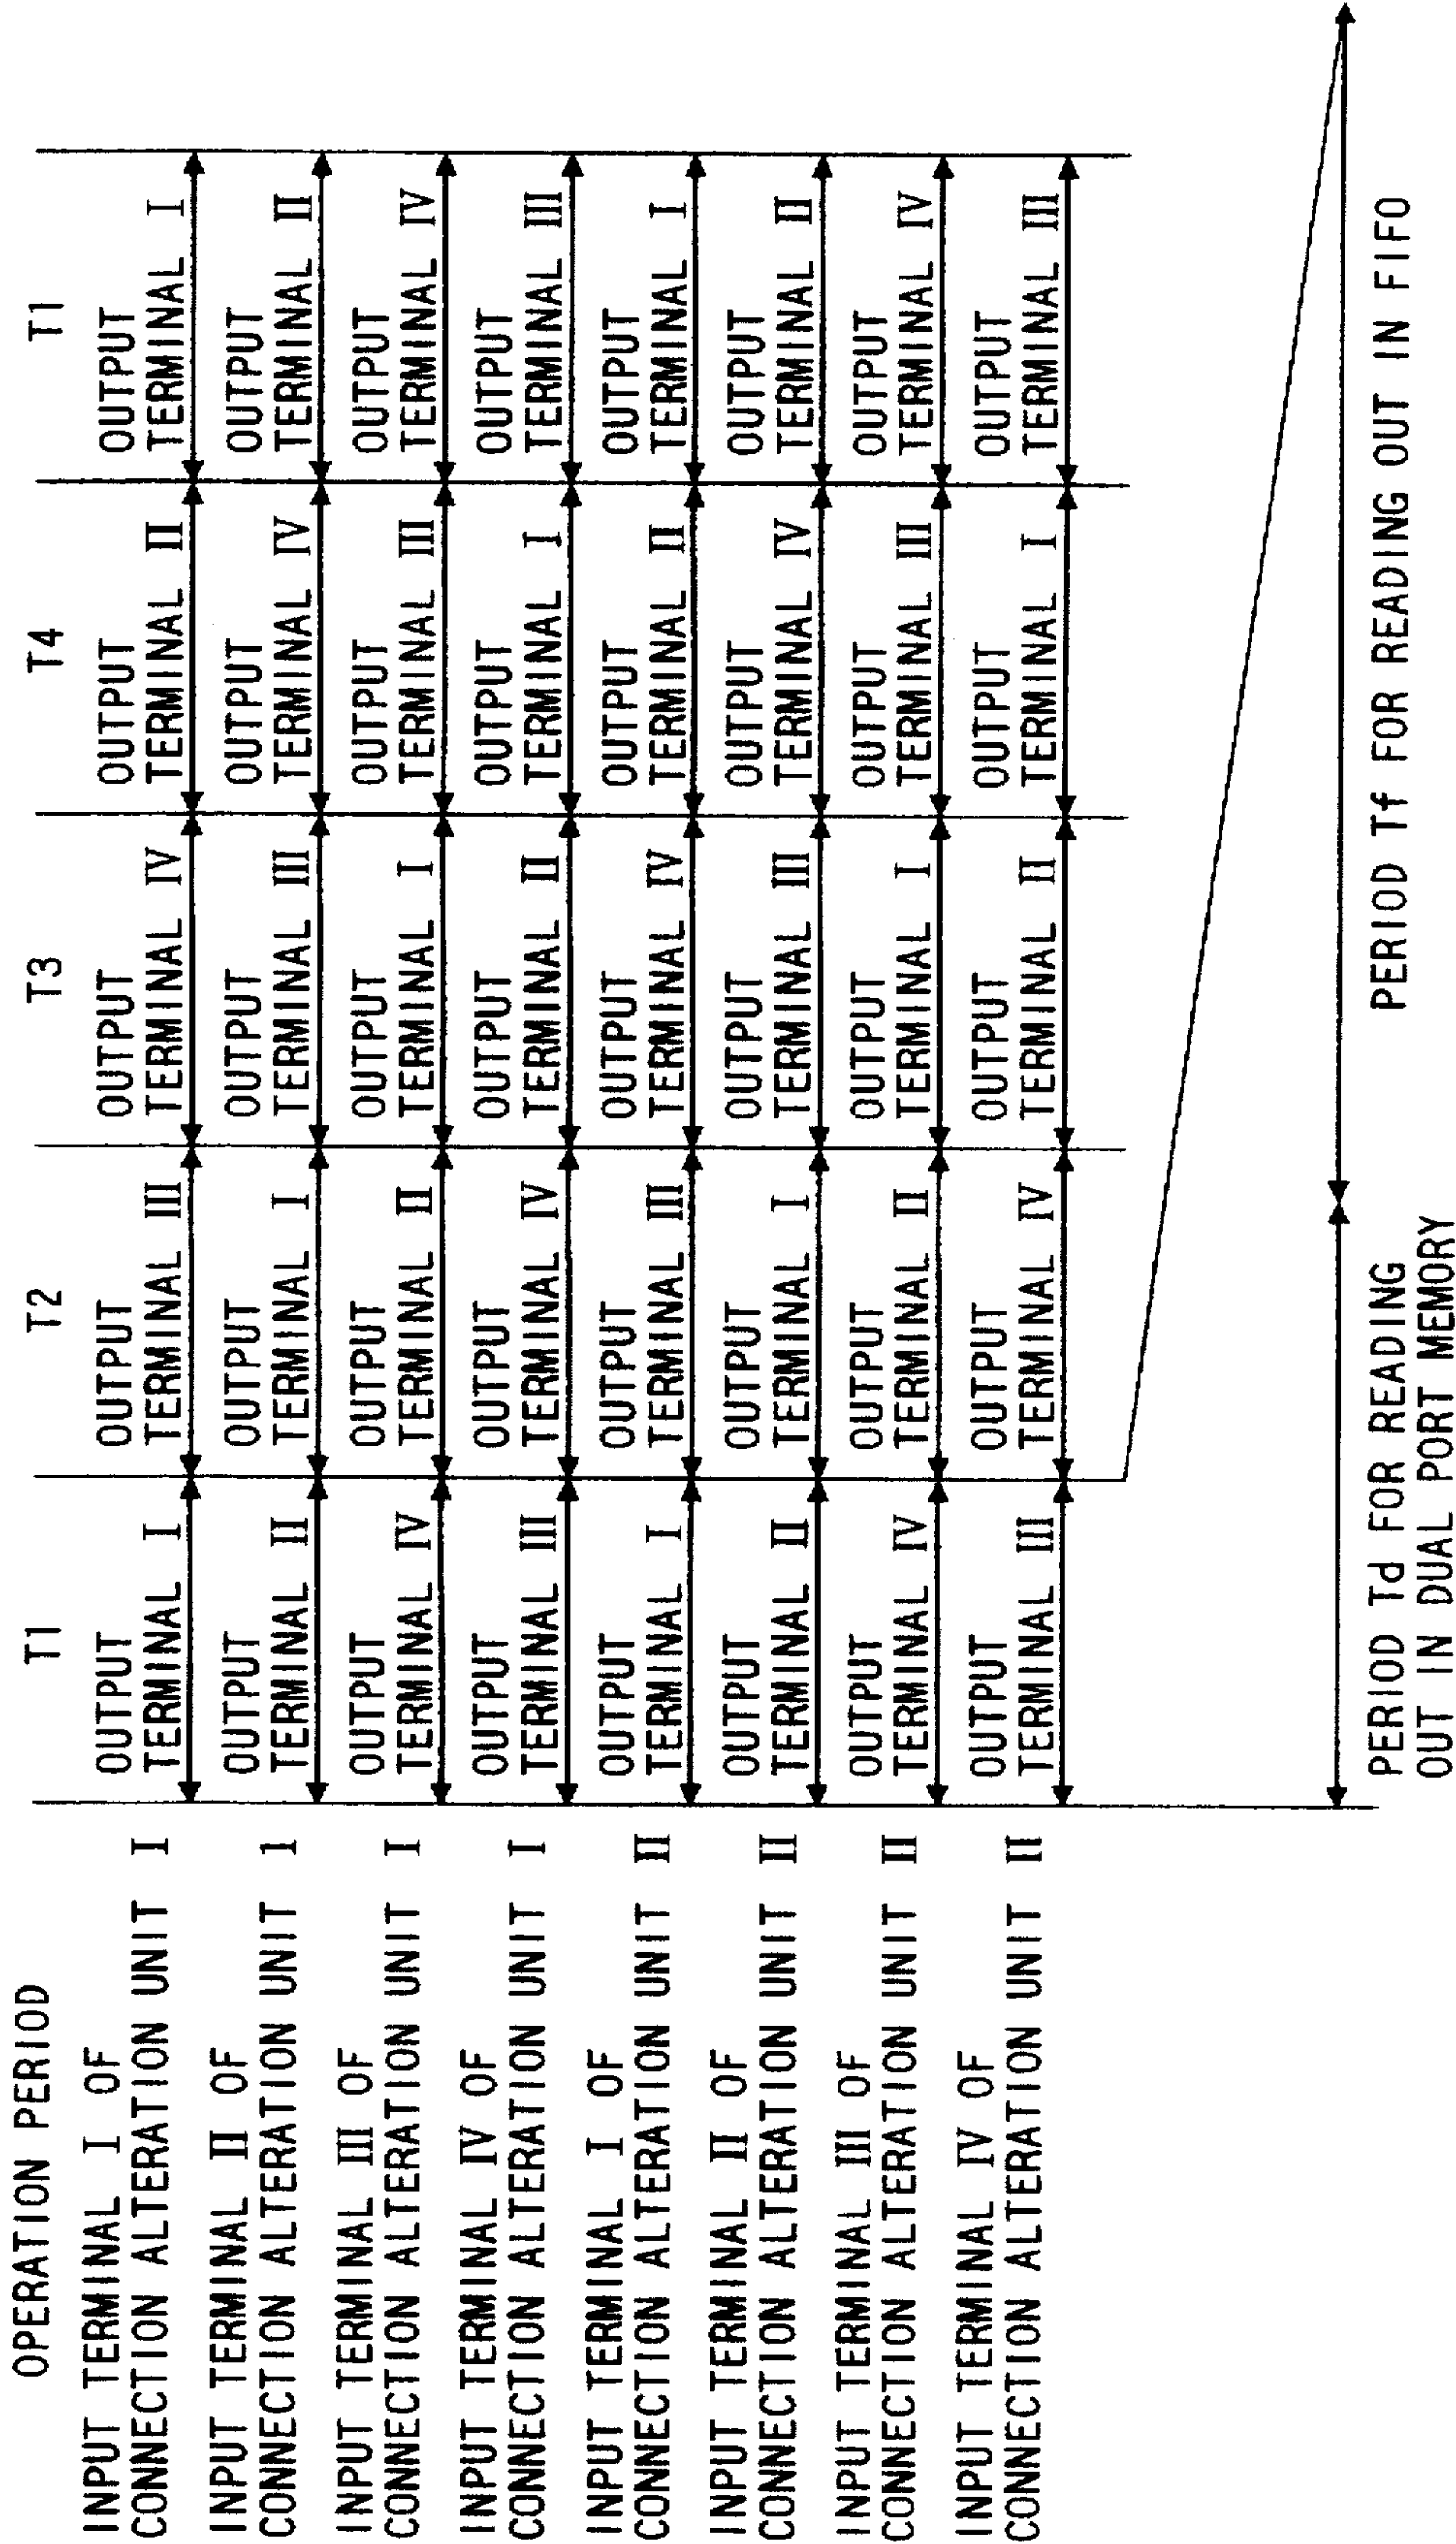 OPERATION PERIOD T1 T2 T3 T4 T1
INPUT TERMINAL I OF
CONNECTION ALTERATION UNIT I
OUTPUT
TERMINAL I
OUTPUT
TERMINAL III
OUTPUT
TERMINAL IV
OUTPUT
TERMINAL II
OUTPUT
TERMINAL I
INPUT TERMINAL II OF
CONNECTION ALTERATION UNIT 1
OUTPUT
TERMINAL II
OUTPUT
TERMINAL I
OUTPUT
TERMINAL III
OUTPUT
TERMINAL IV
OUTPUT
TERMINAL II
INPUT TERMINAL III OF
CONNECTION ALTERATION UNIT I
OUTPUT
TERMINAL IV
OUTPUT
TERMINAL II
OUTPUT
TERMINAL I
OUTPUT
TERMINAL III
OUTPUT
TERMINAL IV
INPUT TERMINAL IV OF
CONNECTION ALTERATION UNIT I
OUTPUT
TERMINAL III
OUTPUT
TERMINAL IV
OUTPUT
TERMINAL II
OUTPUT
TERMINAL I
OUTPUT
TERMINAL III
INPUT TERMINAL I OF
CONNECTION ALTERATION UNIT II
OUTPUT
TERMINAL I
OUTPUT
TERMINAL III
OUTPUT
TERMINAL IV
OUTPUT
TERMINAL II
OUTPUT
TERMINAL I
INPUT TERMINAL II OF
CONNECTION ALTERATION UNIT II
OUTPUT
TERMINAL II
OUTPUT
TERMINAL I
OUTPUT
TERMINAL III
OUTPUT
TERMINAL IV
OUTPUT
TERMINAL II
INPUT TERMINAL III OF
CONNECTION ALTERATION UNIT II
OUTPUT
TERMINAL IV
OUTPUT
TERMINAL II
OUTPUT
TERMINAL I
OUTPUT
TERMINAL III
OUTPUT
TERMINAL IV
INPUT TERMINAL IV OF
CONNECTION ALTERATION UNIT II
OUTPUT
TERMINAL III
OUTPUT
TERMINAL IV
OUTPUT
TERMINAL II
OUTPUT
TERMINAL I
OUTPUT
TERMINAL III
PERIOD Td FOR READING
OUT IN DUAL PORT MEMORY
PERIOD Tf FOR READING OUT IN FIFO